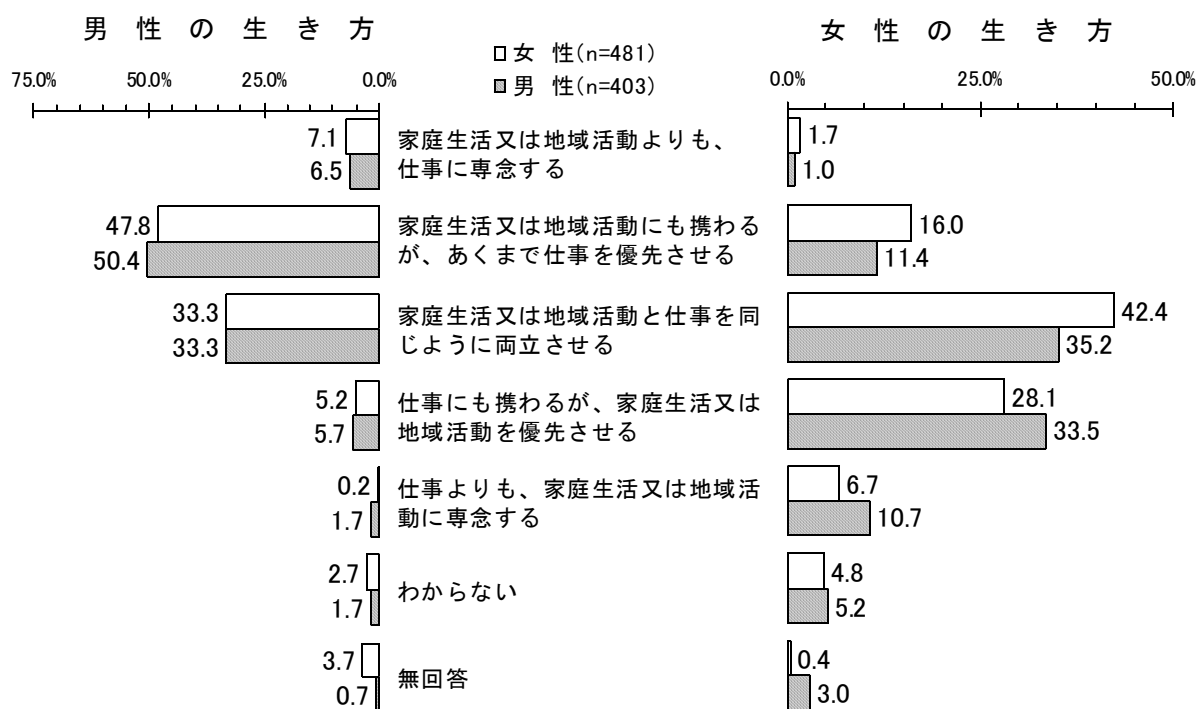 男性の生き方
女性の生き方
□女 性(n=481)
■男 性(n=403)
75.0% 50.0% 25.0% 0.0%
0.0% 25.0% 50.0%
7.1
6.5
家庭生活又は地域活動よりも、
仕事に専念する
1.7
1.0
47.8
50.4
家庭生活又は地域活動にも携わる
が、あくまで仕事を優先させる
16.0
11.4
33.3
33.3
家庭生活又は地域活動と仕事を同
じように両立させる
42.4
35.2
5.2
5.7
仕事にも携わるが、家庭生活又は
地域活動を優先させる
28.1
33.5
0.2
1.7
仕事よりも、家庭生活又は地域活
動に専念する
6.7
10.7
2.7
1.7
わからない
4.8
5.2
3.7
0.7
無回答
0.4
3.0